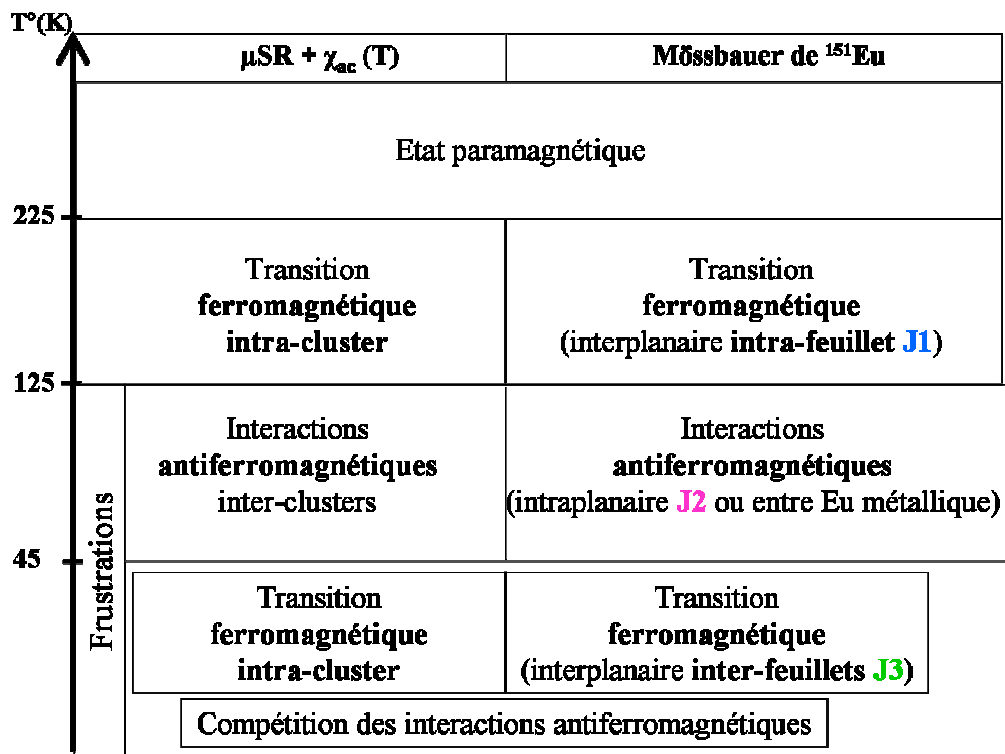 T°(K)
µSR + χac (T)
Mössbauer de 151Eu
Etat paramagnétique
225
Transition
ferromagnétique
intra-cluster
Transition
ferromagnétique
(interplanaire intra-feuillet J1)
125
Frustrations
Interactions
antiferromagnétiques
inter-clusters
Interactions
antiferromagnétiques
(intraplanaire J2 ou entre Eu métallique)
45
Transition
ferromagnétique
intra-cluster
Transition
ferromagnétique
(interplanaire inter-feuillets J3)
Compétition des interactions antiferromagnétiques